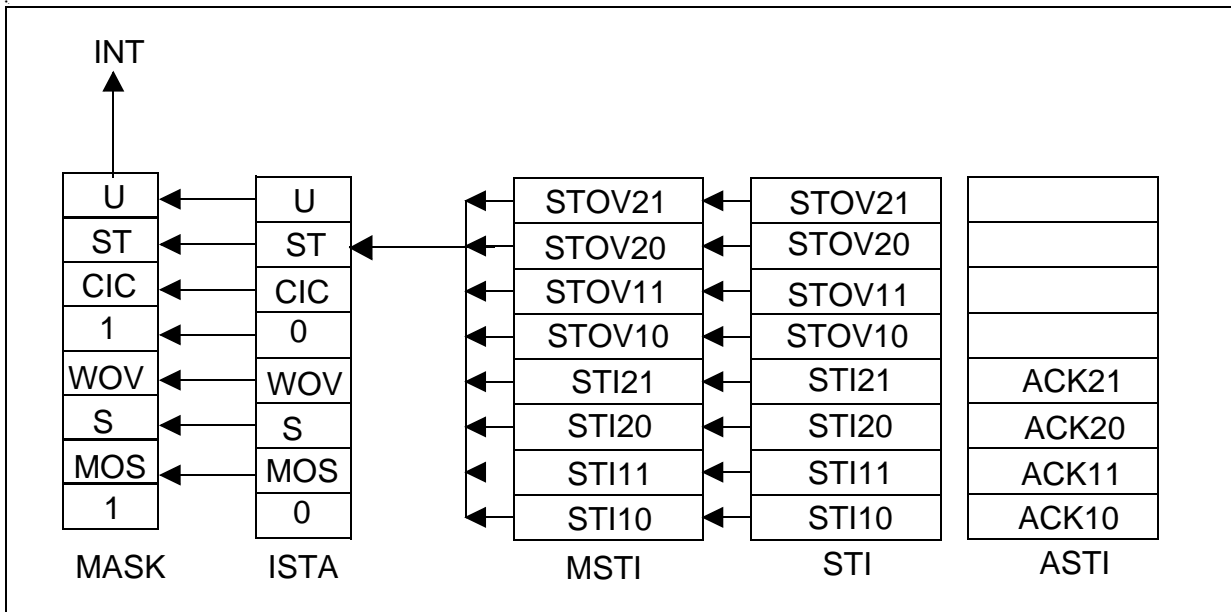 INT
U U STOV21 STOV21
ST ST STOV20 STOV20
CIC CIC STOV11 STOV11
1 0 STOV10 STOV10
WOV WOV STI21 STI21 ACK21
S S STI20 STI20 ACK20
MOS MOS STI11 STI11 ACK11
1 0 STI10 STI10 ACK10
MASK ISTA MSTI STI ASTI